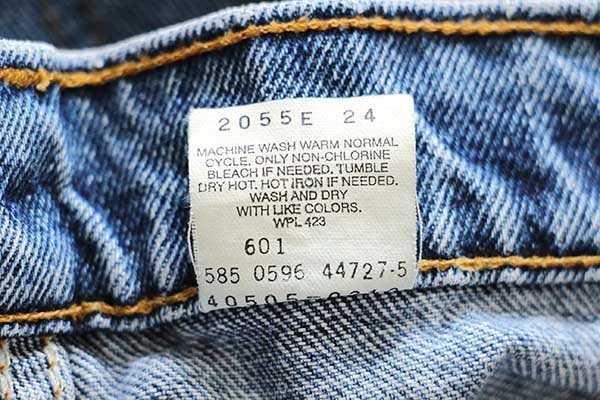 2055E 24
MACHINE WASH WARM NORMAL
CYCLE. ONLY NON-CHLORINE
BLEACH IF NEEDED. TUMBLE
DRY HOT. HOT IRON IF NEEDED.
WASH AND DRY
WITH LIKE COLORS.
WPL 423
601
585 0596 44727-5